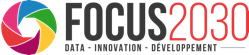 FOCUS2030
DATA - INNOVATION - DÉVELOPPEMENT